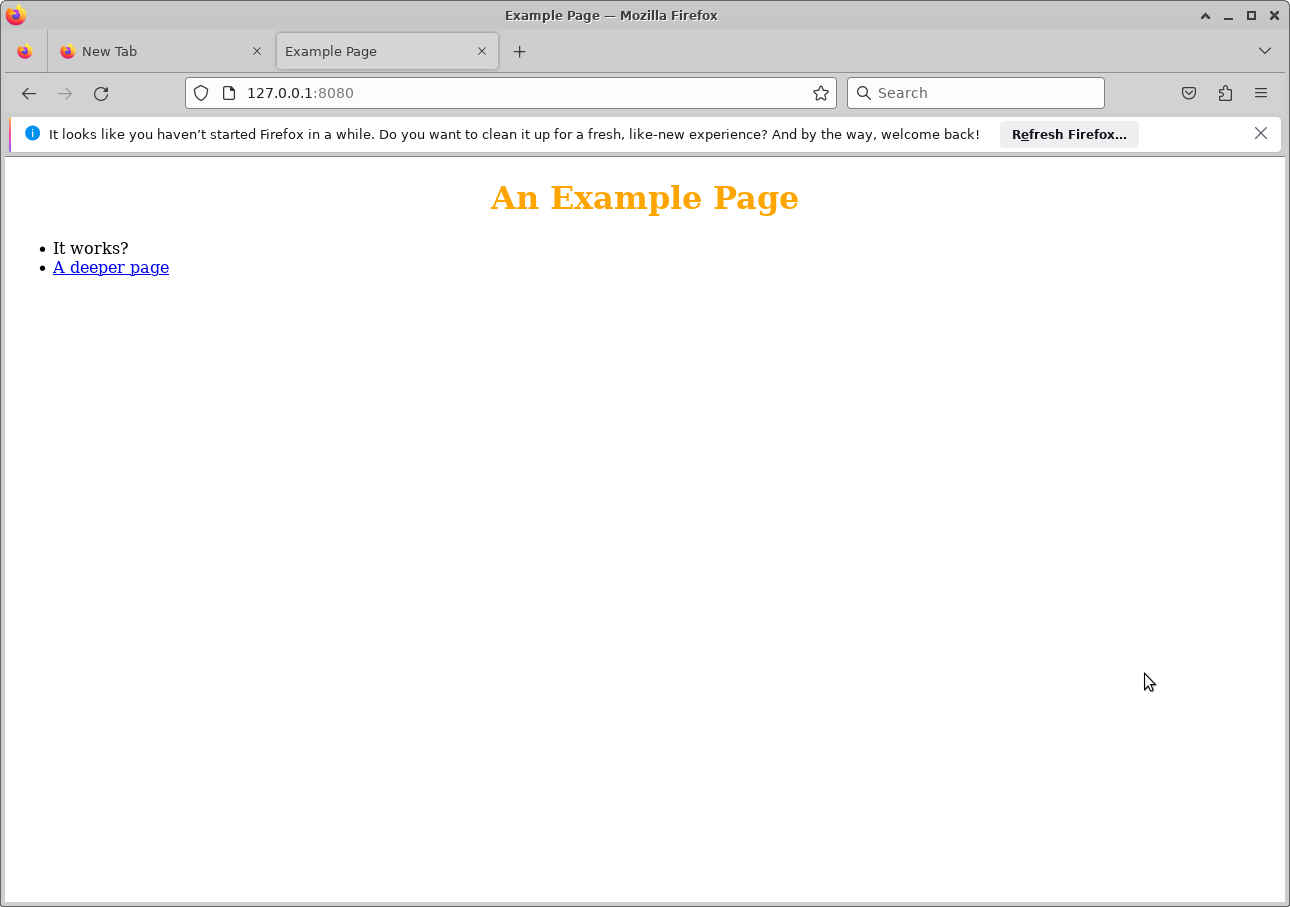 Example Page — Mozilla Firefox
New Tab
Example Page
127.0.0.1:8080
Search
It looks like you haven’t started Firefox in a while. Do you want to clean it up for a fresh, like-new experience? And by the way, welcome back!
Refresh Firefox…
An Example Page
It works?
A deeper page